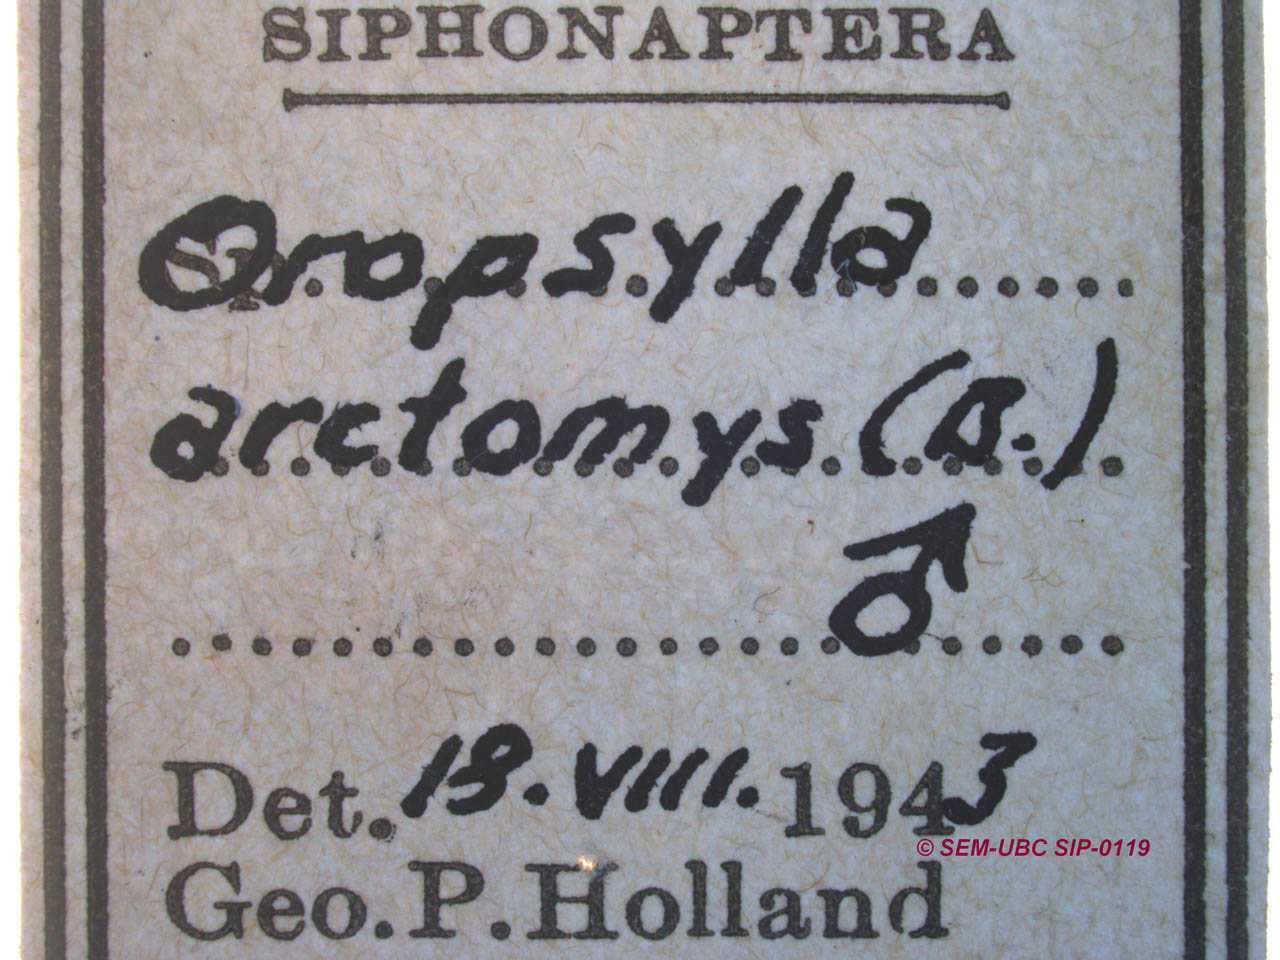 SIPHONAPTERA
Oropsylla
arctomys (B.)
♂
Det. 18.VIII. 1943
© SEM-UBC SIP-0119
Geo. P. Holland